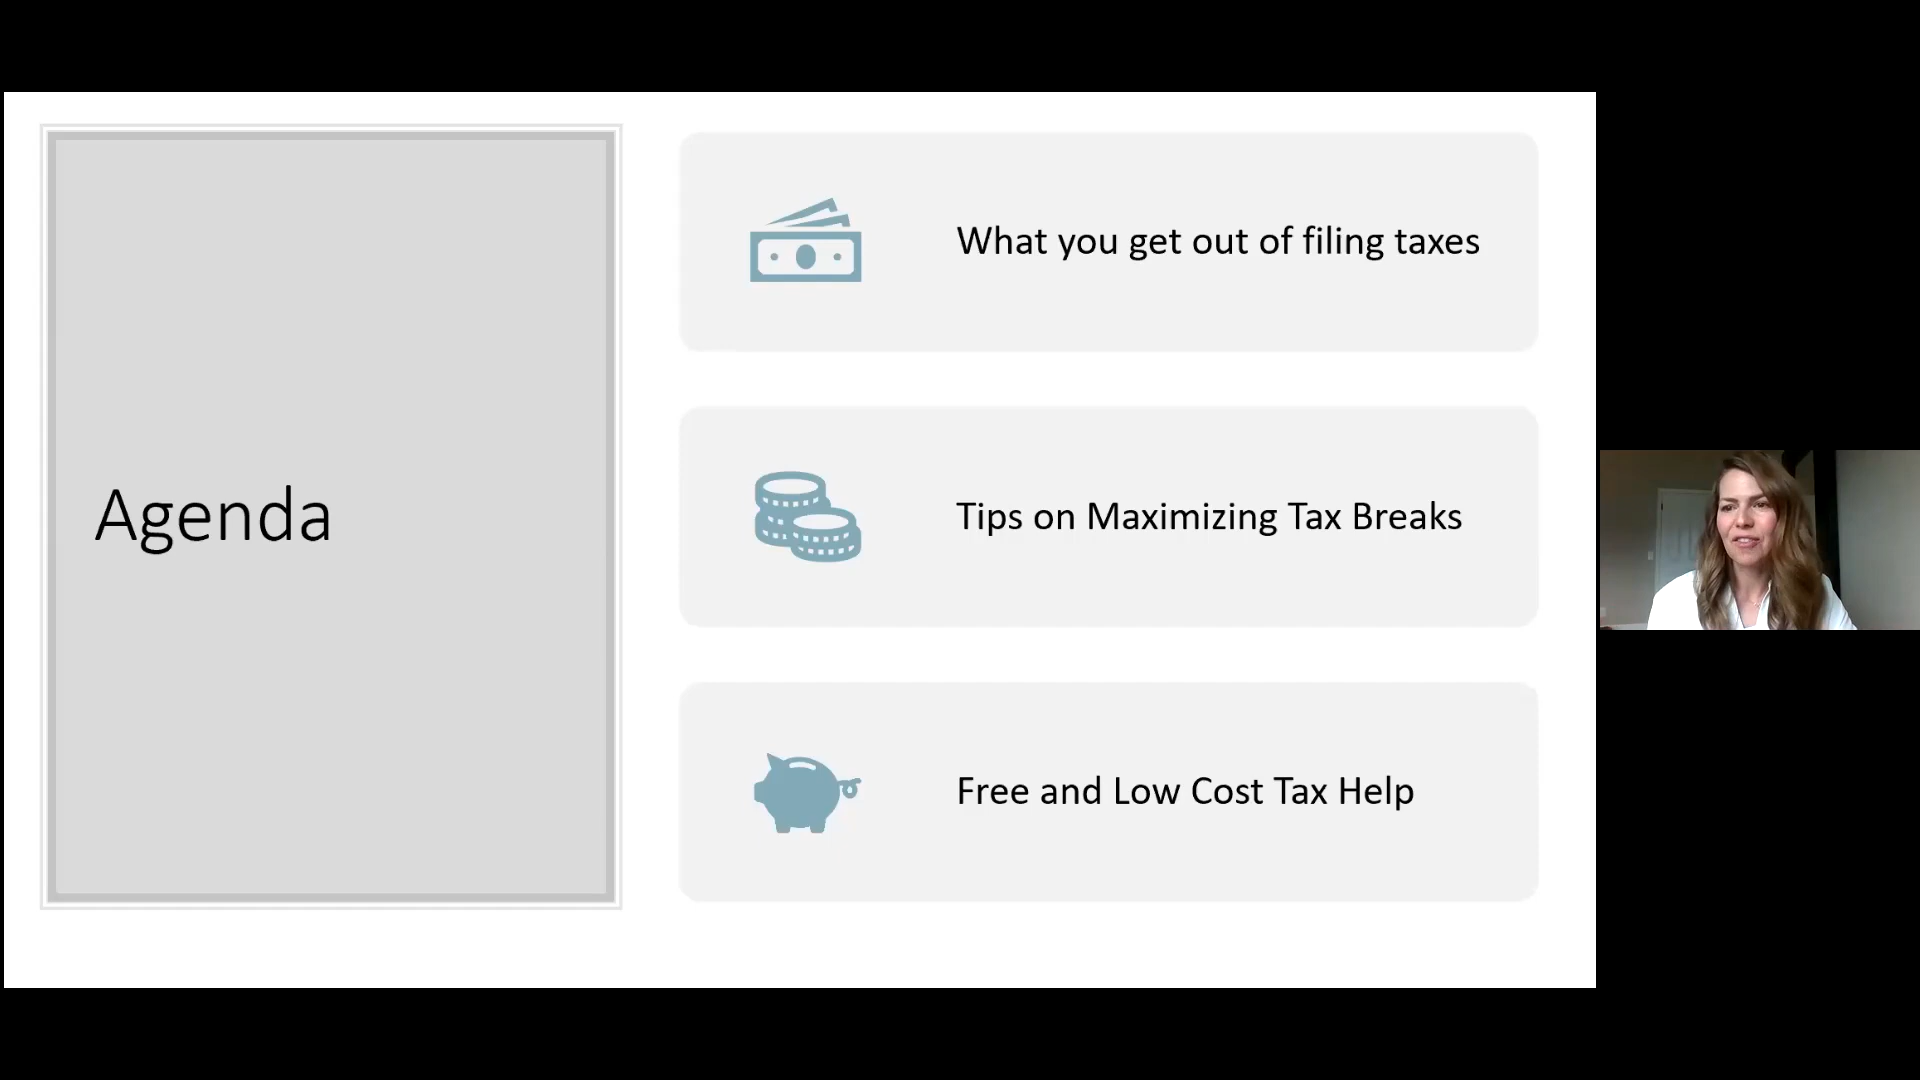 Agenda
What you get out of filing taxes
Tips on Maximizing Tax Breaks
Free and Low Cost Tax Help